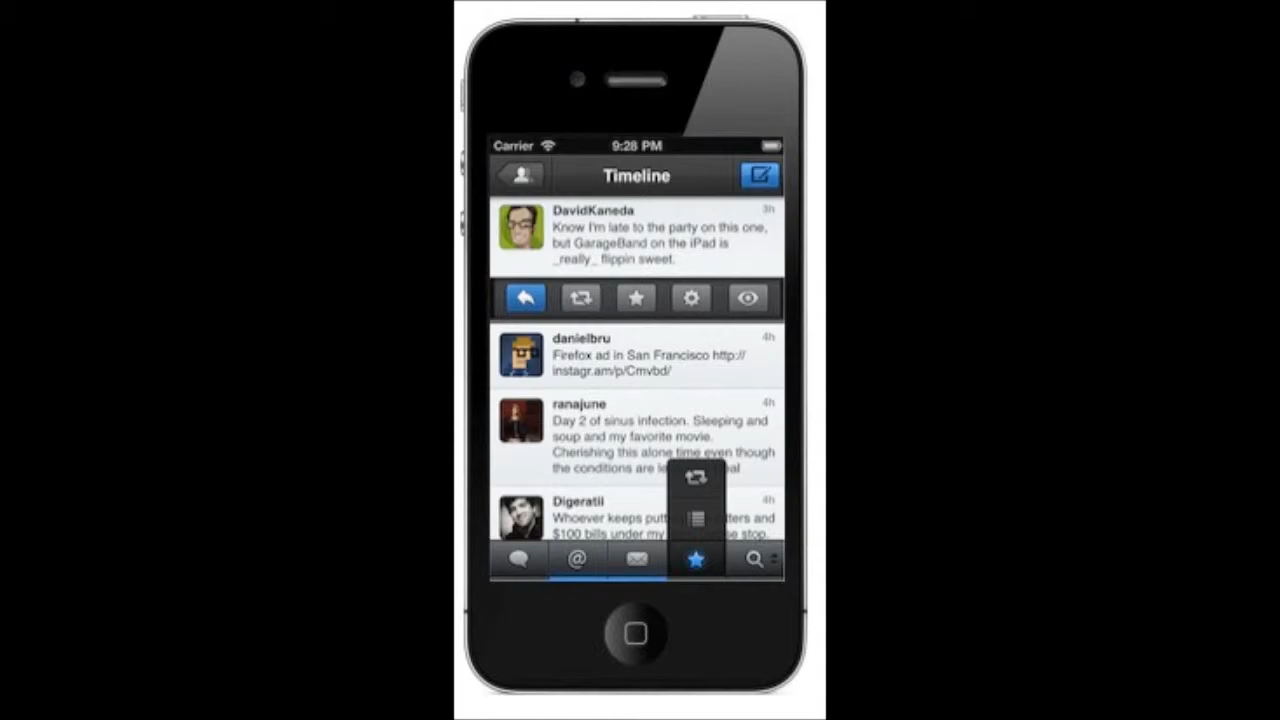 Carrier 9:28 PM
Timeline
DavidKaneda 3h
Know I'm late to the party on this one,
but GarageBand on the iPad is
_really_ flippin sweet.
danielbru 4h
Firefox ad in San Francisco http://
instagr.am/p/Cmvbd/
ranajune 4h
Day 2 of sinus infection. Sleeping and
soup and my favorite movie.
Cherishing this alone time even though
the conditions are
Digeratii 4h
Whoever keeps and
$100 bills under my stop.
@